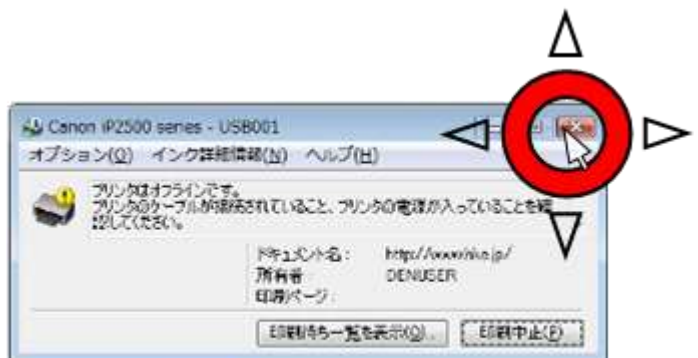 Canon iP2500 series - USB001
オプション(O) インク詳細情報(N) ヘルプ(H)
プリンタはオフラインです。
プリンタのケーブルが接続されていること、プリンタの電源が入っていることを確
認してください。
ドキュメント名:
所有者 DENUSER
印刷ページ:
印刷待ち一覧を表示(Q)... 印刷中止(P)